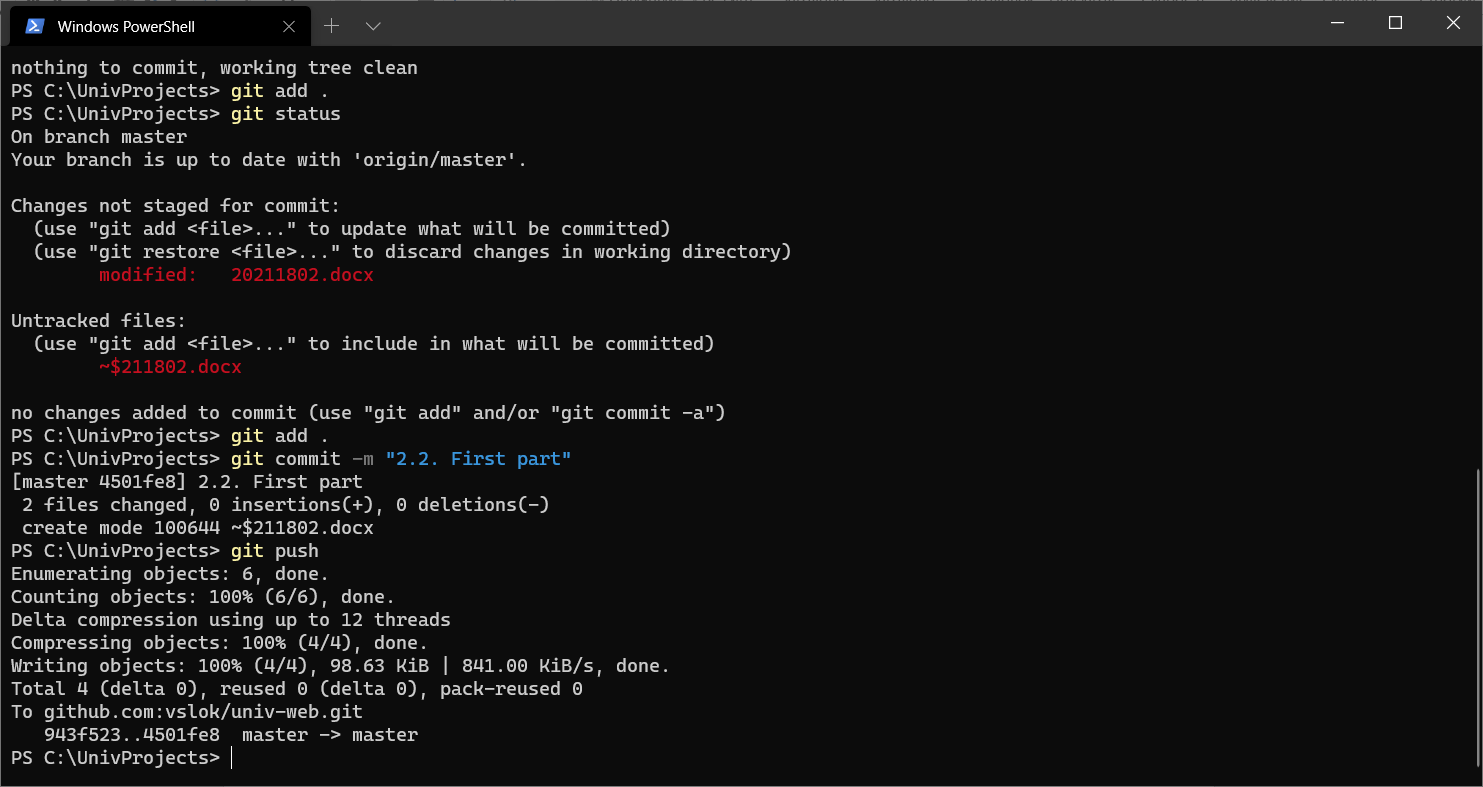 Windows PowerShell
nothing to commit, working tree clean
PS C:\UnivProjects> git add .
PS C:\UnivProjects> git status
On branch master
Your branch is up to date with 'origin/master'.
Changes not staged for commit:
  (use "git add <file>..." to update what will be committed)
  (use "git restore <file>..." to discard changes in working directory)
        modified:   20211802.docx
Untracked files:
  (use "git add <file>..." to include in what will be committed)
        ~$211802.docx
no changes added to commit (use "git add" and/or "git commit -a")
PS C:\UnivProjects> git add .
PS C:\UnivProjects> git commit -m "2.2. First part"
[master 4501fe8] 2.2. First part
 2 files changed, 0 insertions(+), 0 deletions(-)
 create mode 100644 ~$211802.docx
PS C:\UnivProjects> git push
Enumerating objects: 6, done.
Counting objects: 100% (6/6), done.
Delta compression using up to 12 threads
Compressing objects: 100% (4/4), done.
Writing objects: 100% (4/4), 98.63 KiB | 841.00 KiB/s, done.
Total 4 (delta 0), reused 0 (delta 0), pack-reused 0
To github.com:vslok/univ-web.git
   943f523..4501fe8  master -> master
PS C:\UnivProjects>